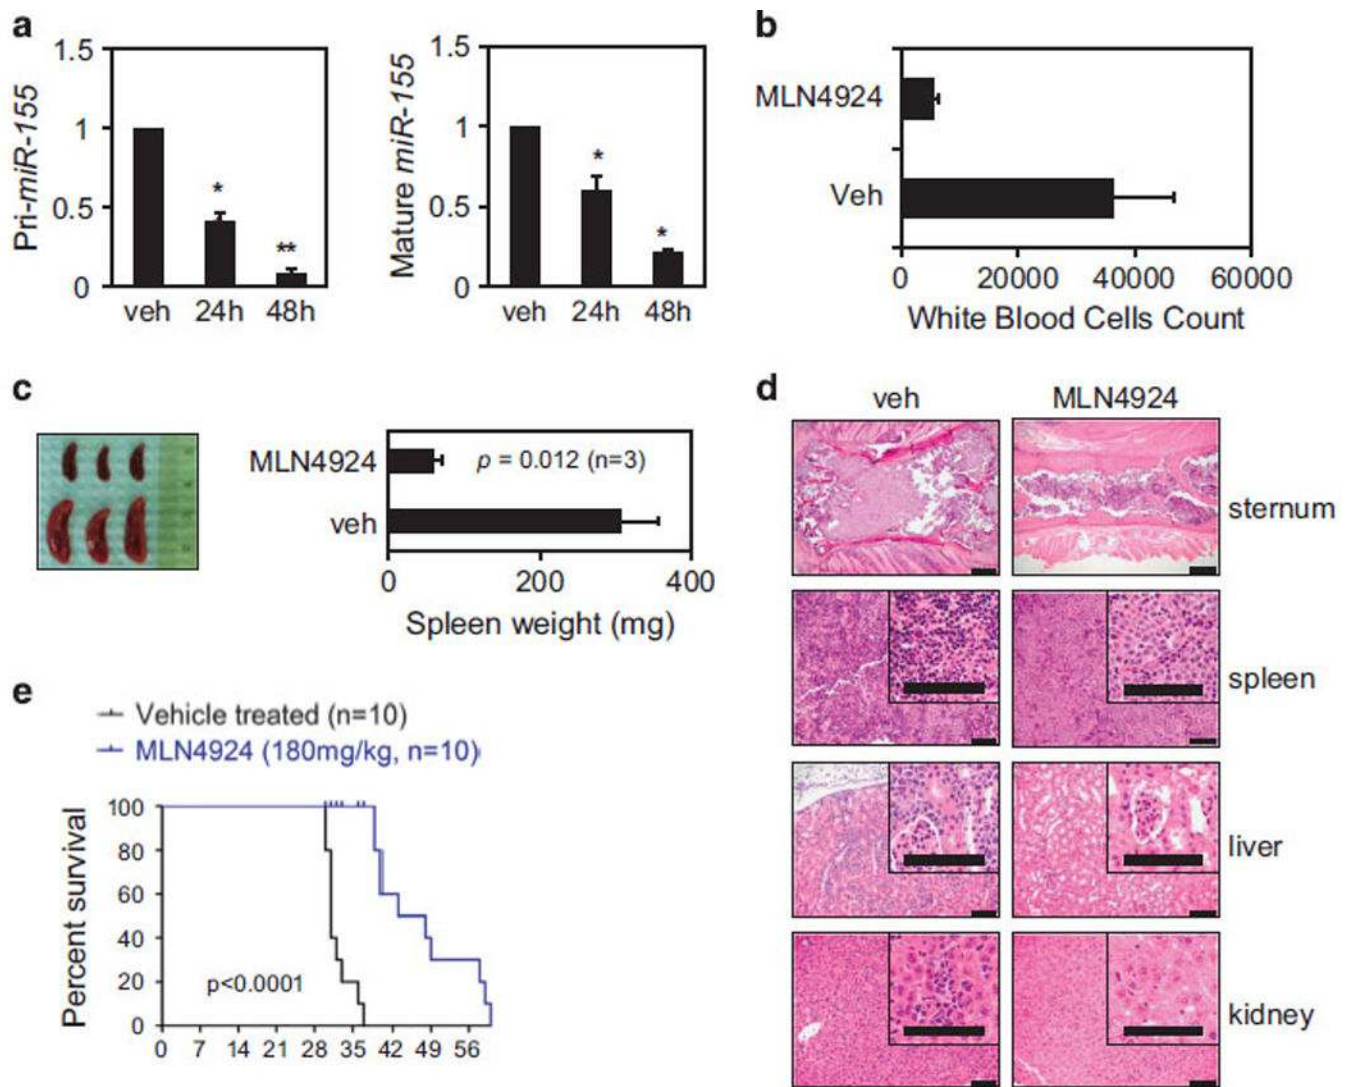 a
1.5
1
0.5
0
Pri-miR-155
veh 24h 48h
*
**
1.5
1
0.5
0
Mature miR-155
veh 24h 48h
*
*
b
MLN4924
Veh
0 20000 40000 60000
White Blood Cells Count
c
MLN4924
veh
p = 0.012 (n=3)
0 200 400
Spleen weight (mg)
d
veh MLN4924
sternum
spleen
liver
kidney
e
Vehicle treated (n=10)
MLN4924 (180mg/kg, n=10)
100
80
60
40
20
0
Percent survival
p<0.0001
0 7 14 21 28 35 42 49 56